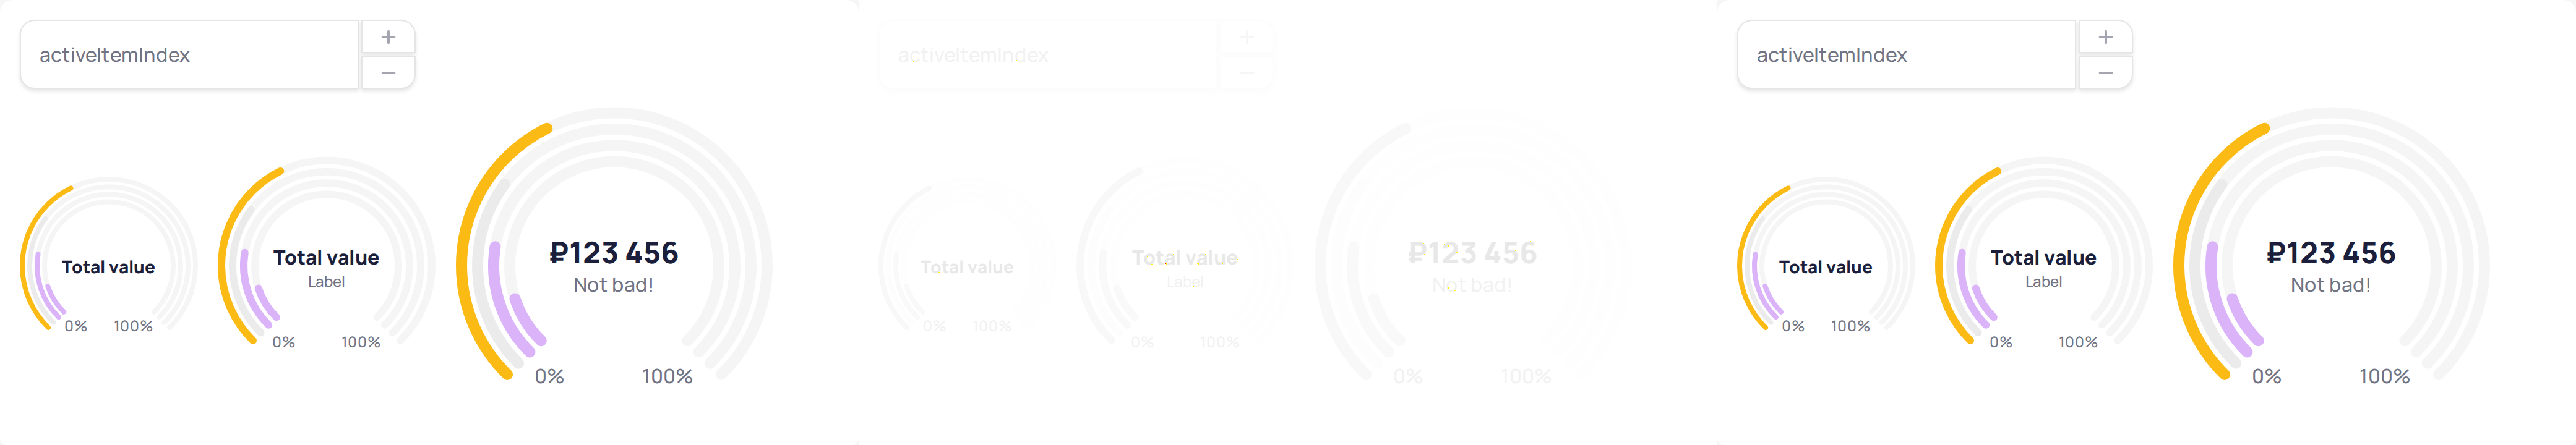 activeItemIndex
+
−
Total value
0% 100%
Total value
Label
0% 100%
₽123 456
Not bad!
0% 100%
activeItemIndex
+
−
Total value
0% 100%
Total value
Label
0% 100%
₽123 456
Not bad!
0% 100%
activeItemIndex
+
−
Total value
0% 100%
Total value
Label
0% 100%
₽123 456
Not bad!
0% 100%